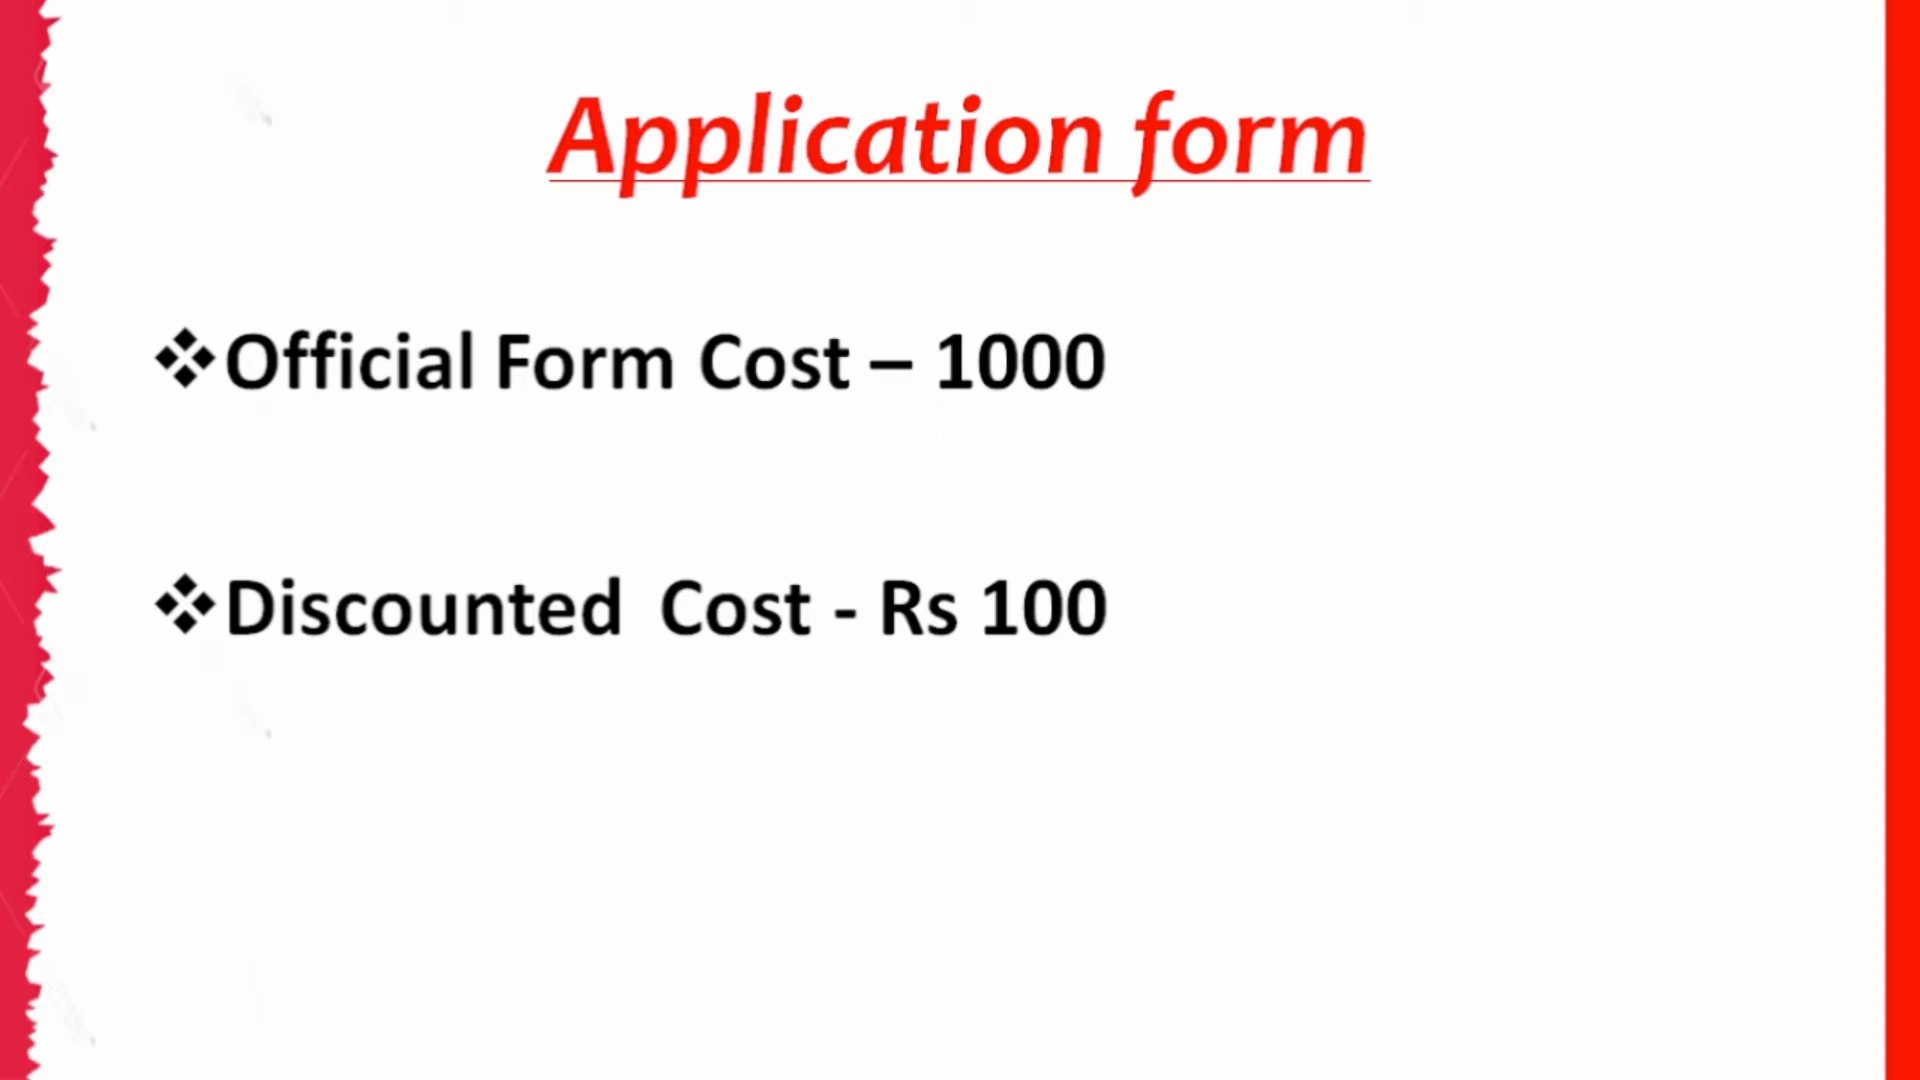 Application form
❖Official Form Cost – 1000
❖Discounted  Cost - Rs 100